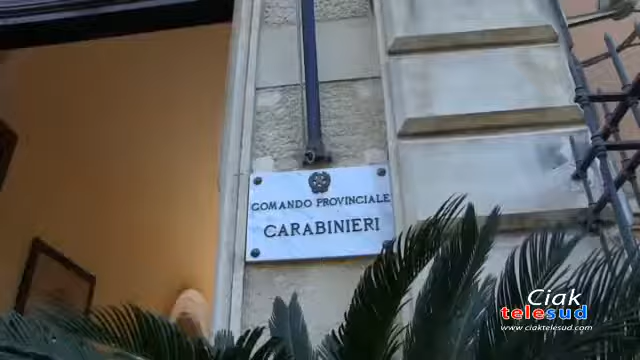 COMANDO PROVINCIALE
CARABINIERI
Ciak
telesud
www.ciaktelesud.com